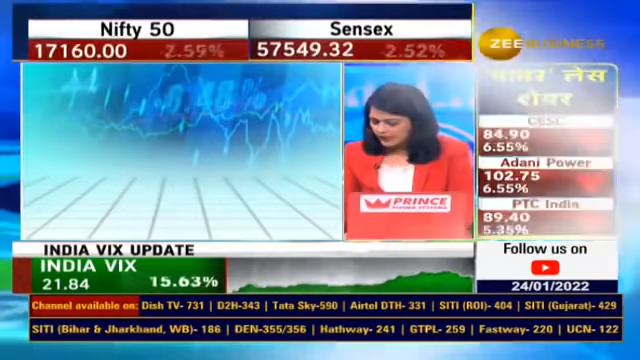 Nifty 50
17160.00 -2.59%
Sensex
57549.32 -2.52%
ZEE BUSINESS
'पावर' लेस
शेयर
CESC
84.90
6.55%
Adani Power
102.75
6.55%
PTC India
89.40
5.35%
PRINCE
PIPING SYSTEMS
INDIA VIX UPDATE
INDIA VIX
21.84 15.63%
Follow us on
24/01/2022
Channel available on: Dish TV- 731 | D2H-343 | Tata Sky-590 | Airtel DTH- 331 | SITI (ROI)- 404 | SITI (Gujarat)- 429
SITI (Bihar & Jharkhand, WB)- 186 | DEN-355/356 | Hathway- 241 | GTPL- 259 | Fastway- 220 | UCN- 122